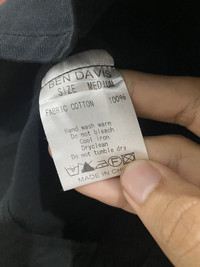 BEN DAVIS
SIZE MEDIUM
FABRIC COTTON 100%
Hand wash warm
Do not bleach
Cool iron
Dryclean
Do not tumble dry
MADE IN